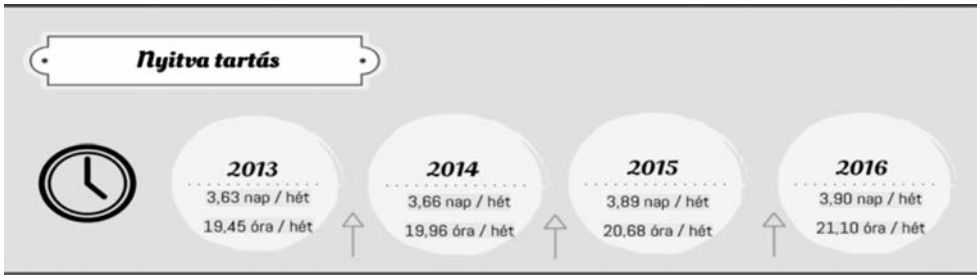 Nyitva tartás
2013
3,63 nap / hét
19,45 óra / hét
2014
3,66 nap / hét
19,96 óra / hét
2015
3,89 nap / hét
20,68 óra / hét
2016
3,90 nap / hét
21,10 óra / hét